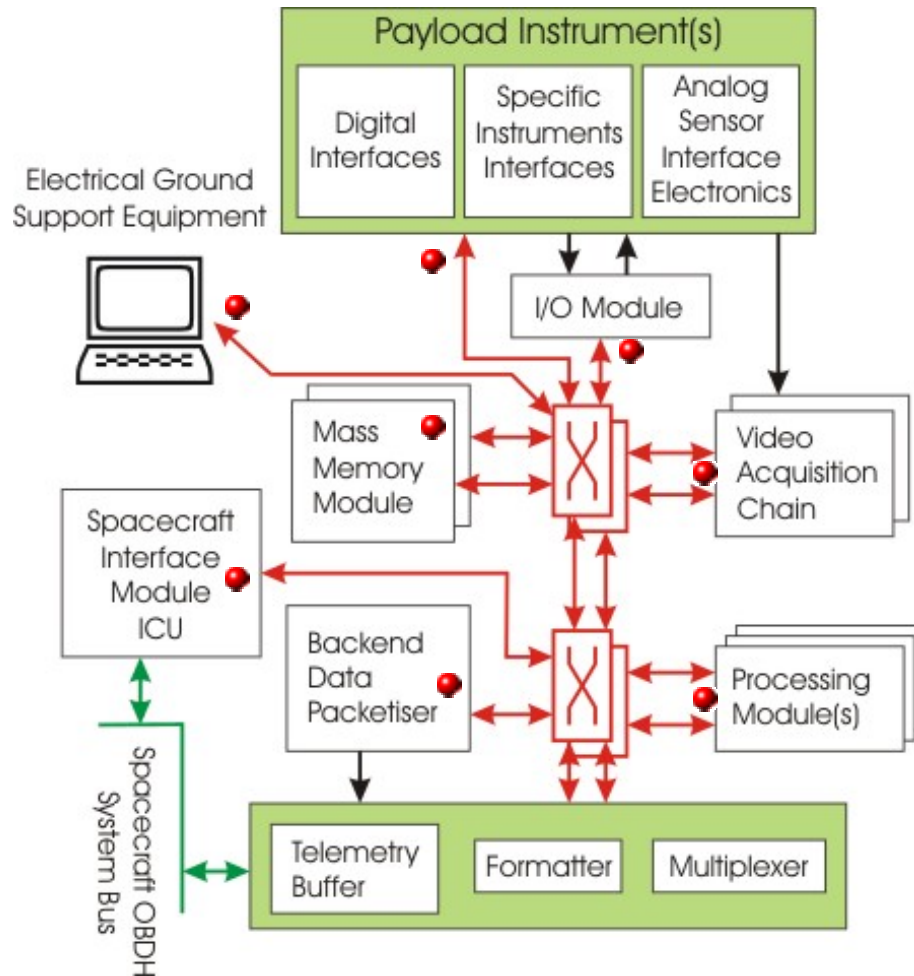 Payload Instrument(s)
Digital
Interfaces
Specific
Instruments
Interfaces
Analog
Sensor
Interface
Electronics
Electrical Ground
Support Equipment
I/O Module
Mass
Memory
Module
Video
Acquisition
Chain
Spacecraft
Interface
Module
ICU
Backend
Data
Packetiser
Processing
Module(s)
Spacecraft OBDH
System Bus
Telemetry
Buffer
Formatter
Multiplexer